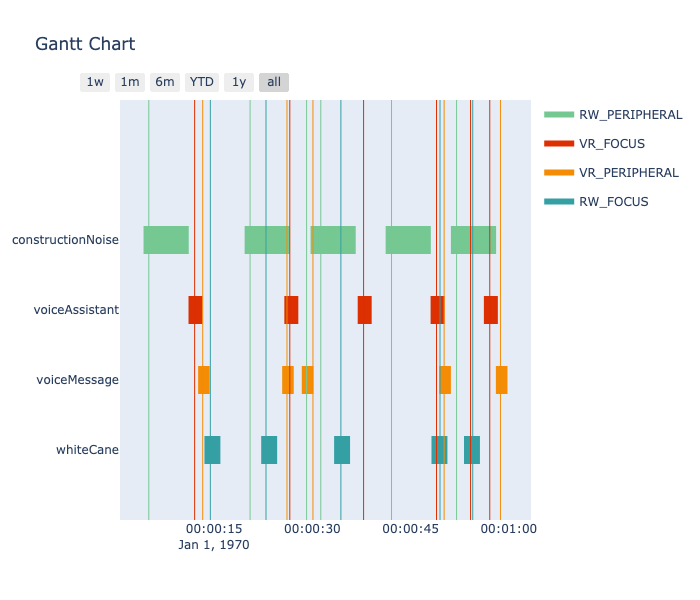 Gantt Chart
1w 1m 6m YTD 1y all
RW_PERIPHERAL
VR_FOCUS
VR_PERIPHERAL
RW_FOCUS
constructionNoise
voiceAssistant
voiceMessage
whiteCane
00:00:15 00:00:30 00:00:45 00:01:00
Jan 1, 1970